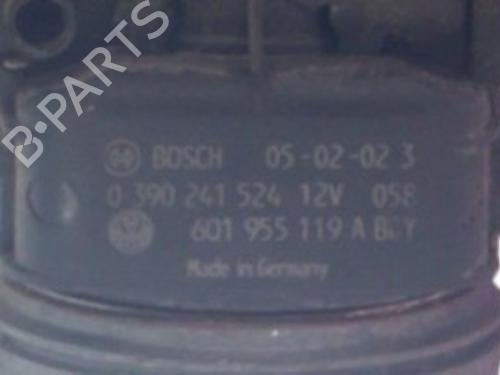 B-PARTS
BOSCH 05-02-02 3
0 390 241 524 12V 058
6Q1 955 119 A
Made in Germany